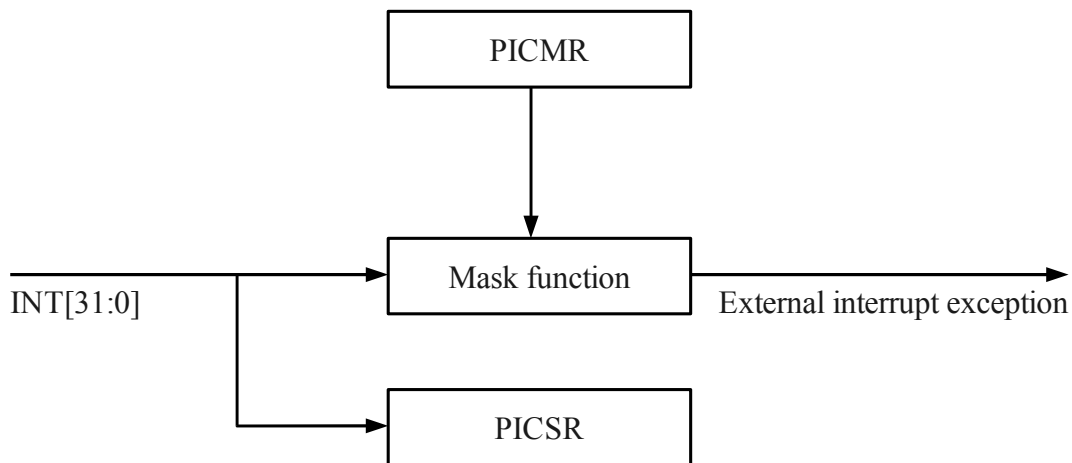 PICMR
Mask function
INT[31:0]
External interrupt exception
PICSR